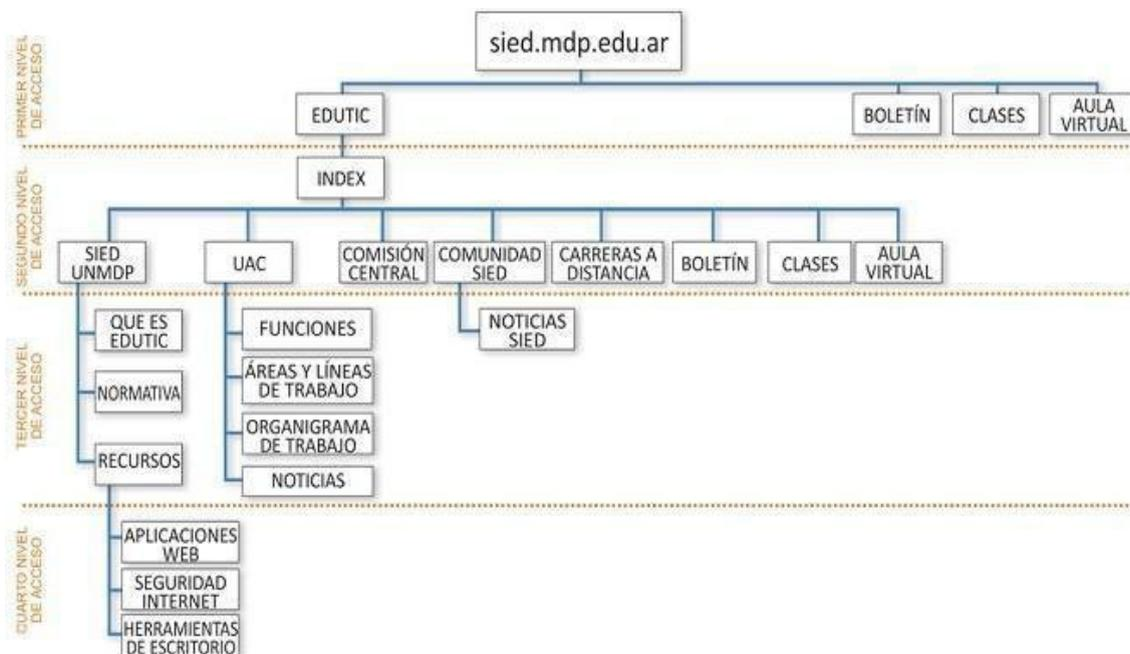 sied.mdp.edu.ar
PRIMER NIVEL
DE ACCESO
EDUTIC
BOLETÍN
CLASES
AULA
VIRTUAL
SEGUNDO NIVEL
DE ACCESO
INDEX
SIED
UNMDP
UAC
COMISIÓN
CENTRAL
COMUNIDAD
SIED
CARRERAS A
DISTANCIA
BOLETÍN
CLASES
AULA
VIRTUAL
TERCER NIVEL
DE ACCESO
QUE ES
EDUTIC
NORMATIVA
RECURSOS
FUNCIONES
ÁREAS Y LÍNEAS
DE TRABAJO
ORGANIGRAMA
DE TRABAJO
NOTICIAS
NOTICIAS
SIED
CUARTO NIVEL
DE ACCESO
APLICACIONES
WEB
SEGURIDAD
INTERNET
HERRAMIENTAS
DE ESCRITORIO